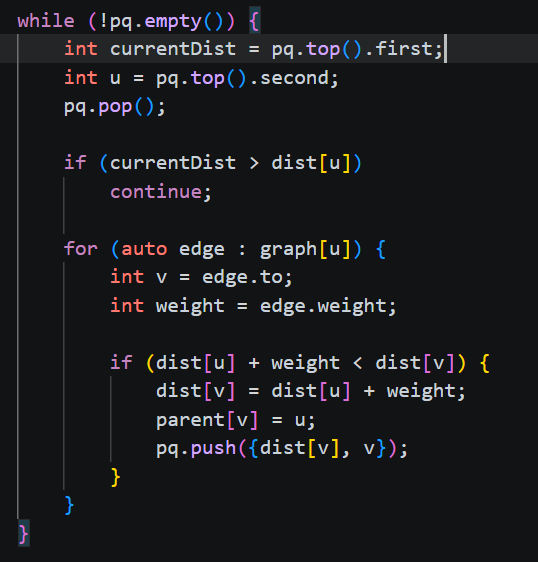 while (!pq.empty()) {
    int currentDist = pq.top().first;
    int u = pq.top().second;
    pq.pop();

    if (currentDist > dist[u])
        continue;

    for (auto edge : graph[u]) {
        int v = edge.to;
        int weight = edge.weight;

        if (dist[u] + weight < dist[v]) {
            dist[v] = dist[u] + weight;
            parent[v] = u;
            pq.push({dist[v], v});
        }
    }
}